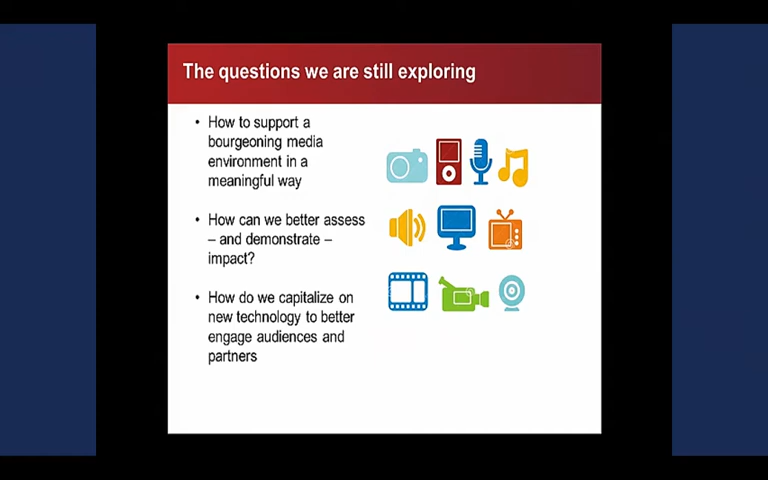 The questions we are still exploring
• How to support a
bourgeoning media
environment in a
meaningful way
• How can we better assess
– and demonstrate –
impact?
• How do we capitalize on
new technology to better
engage audiences and
partners